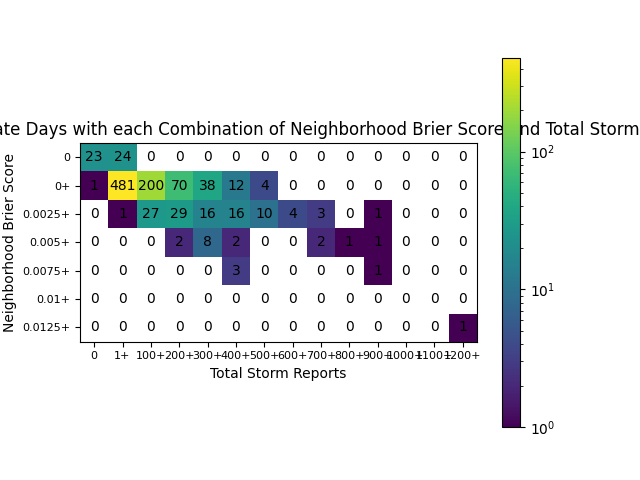 ate Days with each Combination of Neighborhood Brier Score and Total Storm
Neighborhood Brier Score
0 23 24 0 0 0 0 0 0 0 0 0 0 0 0
0+ 1 481 200 70 38 12 4 0 0 0 0 0 0 0
0.0025+ 0 1 27 29 16 16 10 4 3 0 1 0 0 0
0.005+ 0 0 0 2 8 2 0 0 2 1 1 0 0 0
0.0075+ 0 0 0 0 0 3 0 0 0 0 1 0 0 0
0.01+ 0 0 0 0 0 0 0 0 0 0 0 0 0 0
0.0125+ 0 0 0 0 0 0 0 0 0 0 0 0 0 1
0 1+ 100+ 200+ 300+ 400+ 500+ 600+ 700+ 800+ 900+ 1000+ 1100+ 1200+
Total Storm Reports
10²
10¹
10⁰